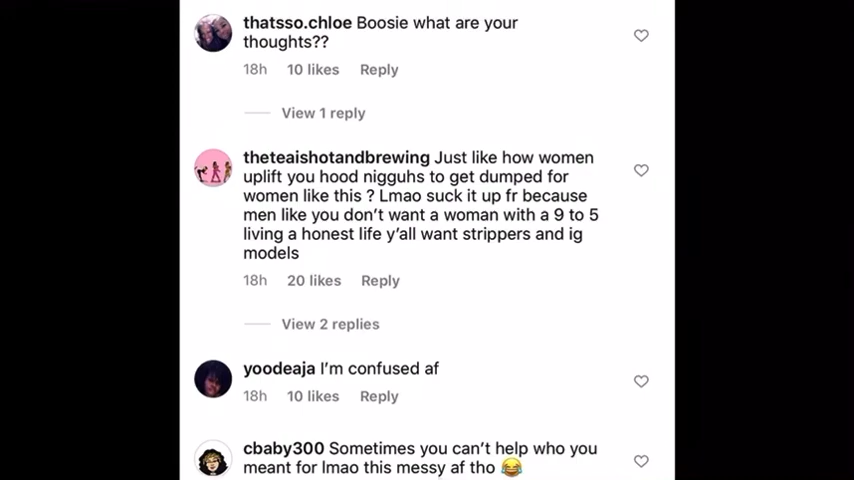 thatsso.chloe Boosie what are your
thoughts??
18h 10 likes Reply
View 1 reply
theteaishotandbrewing Just like how women
uplift you hood nigguhs to get dumped for
women like this ? Lmao suck it up fr because
men like you don't want a woman with a 9 to 5
living a honest life y'all want strippers and ig
models
18h 20 likes Reply
View 2 replies
yoodeaja I'm confused af
18h 10 likes Reply
cbaby300 Sometimes you can't help who you
meant for lmao this messy af tho 😂